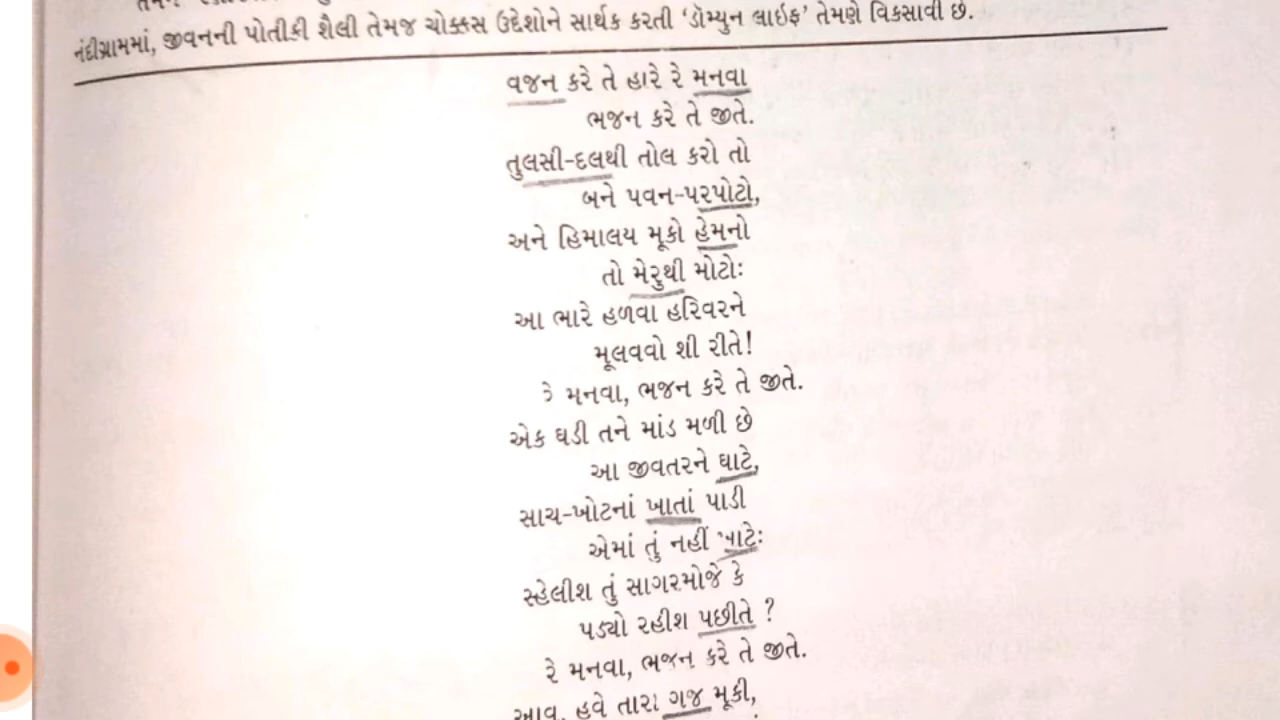 નંદીગ્રામમાં, જીવનની પોતીકી શૈલી તેમજ ચોક્કસ ઉદ્દેશોને સાર્થક કરતી ‘ડોમ્યુન લાઇફ’ તેમણે વિકસાવી છે.
વજન કરે તે હારે રે મનવા
ભજન કરે તે જીતે.
તુલસી-દલથી તોલ કરો તો
બને પવન-પરપોટો,
અને હિમાલય મૂકો હેમનો
તો મેરુથી મોટોઃ
આ ભારે હળવા હરિવરને
મૂલવવો શી રીતે!
રે મનવા, ભજન કરે તે જીતે.
એક ઘડી તને માંડ મળી છે
આ જીવતરને ઘાટે,
સાચ-ખોટનાં ખાતાં પાડી
એમાં તું નહીં ખાટેઃ
સ્હેલીશ તું સાગરમોજે કે
પડ્યો રહીશ પછીતે ?
રે મનવા, ભજન કરે તે જીતે.
આવ, હવે તારા ગજ મૂકી,